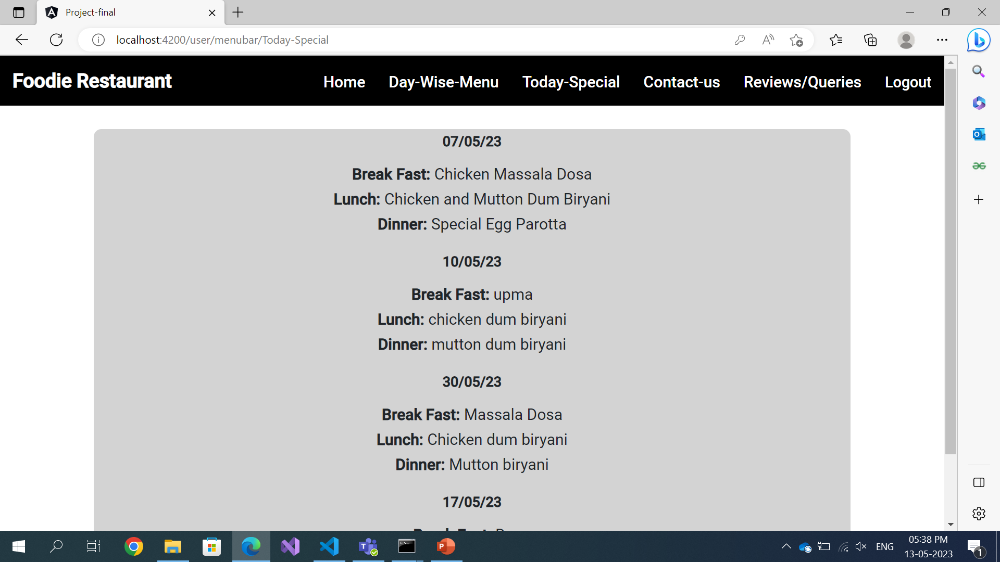 Project-final
localhost:4200/user/menubar/Today-Special
Foodie Restaurant
Home Day-Wise-Menu Today-Special Contact-us Reviews/Queries Logout
07/05/23
Break Fast: Chicken Massala Dosa
Lunch: Chicken and Mutton Dum Biryani
Dinner: Special Egg Parotta
10/05/23
Break Fast: upma
Lunch: chicken dum biryani
Dinner: mutton dum biryani
30/05/23
Break Fast: Massala Dosa
Lunch: Chicken dum biryani
Dinner: Mutton biryani
17/05/23
ENG
05:38 PM
13-05-2023
1